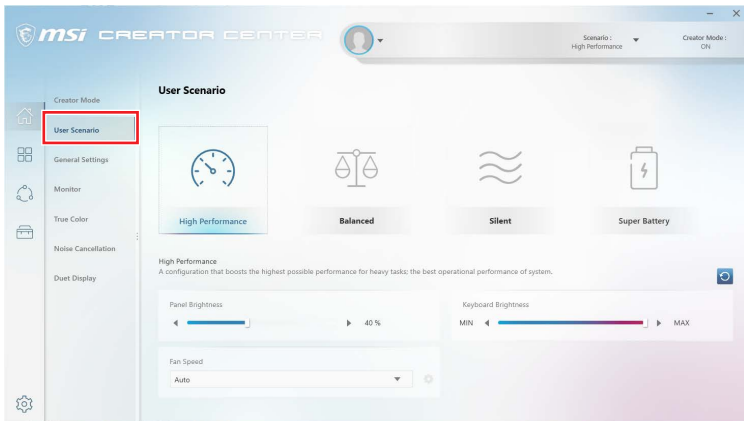 msi CREATOR CENTER
Scenario :
High Performance
Creator Mode :
ON
Creator Mode
User Scenario
General Settings
Monitor
True Color
Noise Cancellation
Duet Display
User Scenario
High Performance
Balanced
Silent
Super Battery
High Performance
A configuration that boosts the highest possible performance for heavy tasks; the best operational performance of system.
Panel Brightness
40 %
Keyboard Brightness
MIN
MAX
Fan Speed
Auto